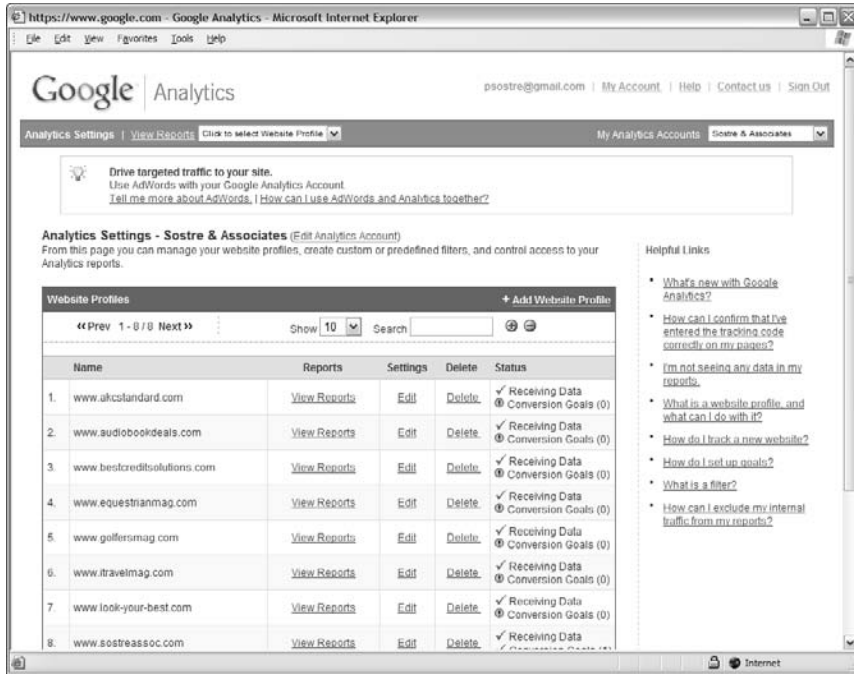 https://www.google.com - Google Analytics - Microsoft Internet Explorer
File Edit View Favorites Tools Help
Google Analytics
psostre@gmail.com | My Account | Help | Contact us | Sign Out
Analytics Settings | View Reports Click to select Website Profile My Analytics Accounts Sostre & Associates
Drive targeted traffic to your site.
Use AdWords with your Google Analytics Account.
Tell me more about AdWords. | How can I use AdWords and Analytics together?
Analytics Settings - Sostre & Associates (Edit Analytics Account)
From this page you can manage your website profiles, create custom or predefined filters, and control access to your
Analytics reports.
Website Profiles + Add Website Profile
Prev 1 - 8 / 8 Next Show 10 Search
Name Reports Settings Delete Status
1. www.akcstandard.com View Reports Edit Delete Receiving Data
Conversion Goals (0)
2. www.audiobookdeals.com View Reports Edit Delete Receiving Data
Conversion Goals (0)
3. www.bestcreditsolutions.com View Reports Edit Delete Receiving Data
Conversion Goals (0)
4. www.equestrianmag.com View Reports Edit Delete Receiving Data
Conversion Goals (0)
5. www.golfersmag.com View Reports Edit Delete Receiving Data
Conversion Goals (0)
6. www.itravelmag.com View Reports Edit Delete Receiving Data
Conversion Goals (0)
7. www.look-your-best.com View Reports Edit Delete Receiving Data
Conversion Goals (0)
8. www.sostreassoc.com View Reports Edit Delete Receiving Data
Helpful Links
What's new with Google
Analytics?
How can I confirm that I've
entered the tracking code
correctly on my pages?
I'm not seeing any data in my
reports.
What is a website profile, and
what can I do with it?
How do I track a new website?
How do I set up goals?
What is a filter?
How can I exclude my internal
traffic from my reports?
Internet